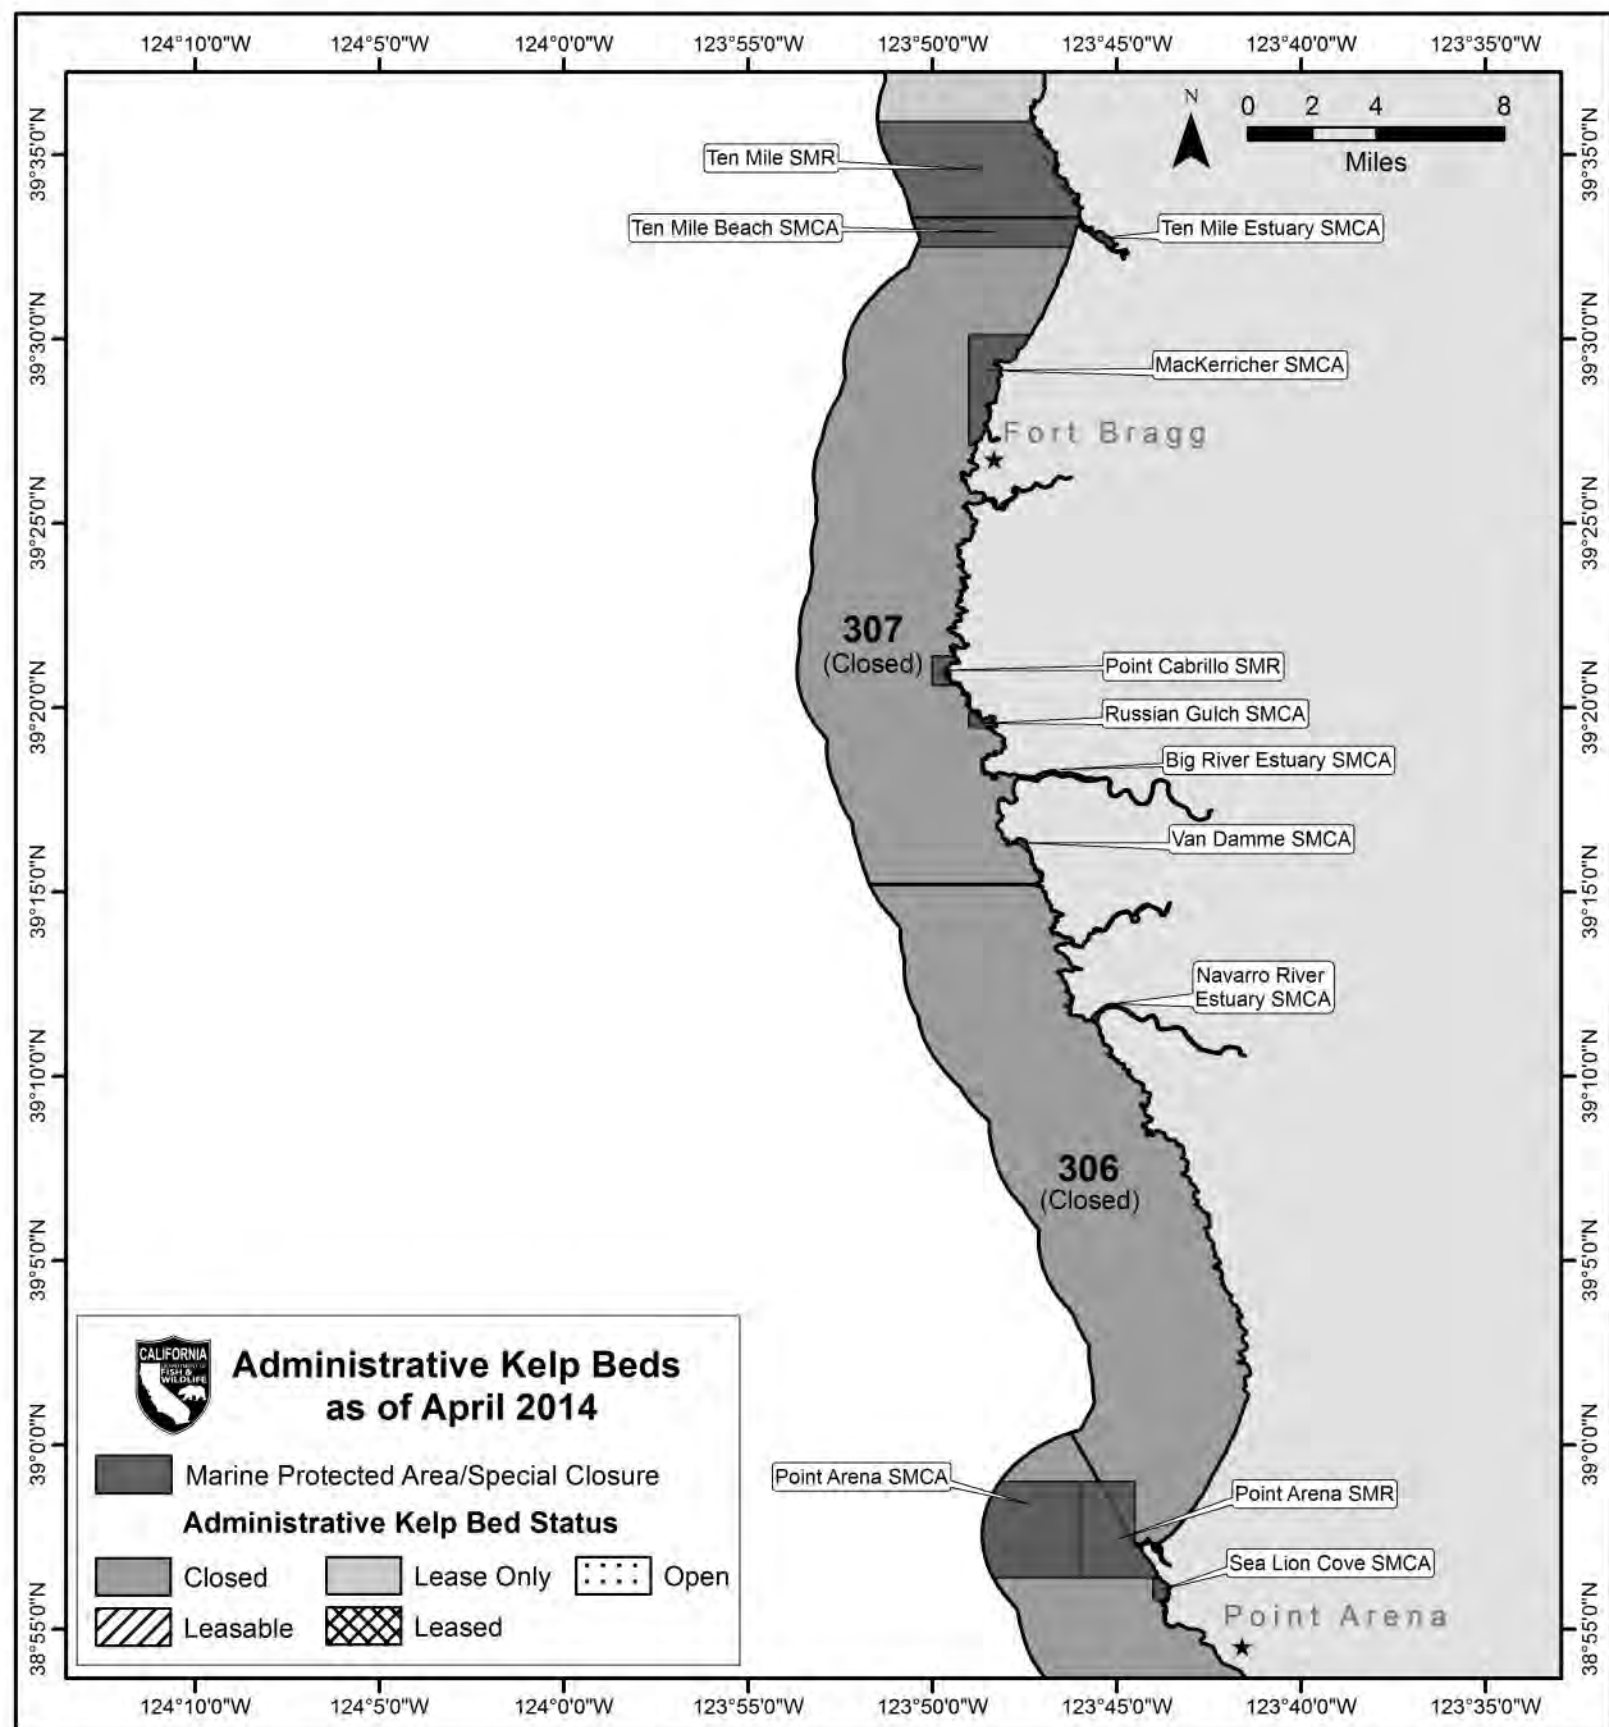 124°10'0"W 124°5'0"W 124°0'0"W 123°55'0"W 123°50'0"W 123°45'0"W 123°40'0"W 123°35'0"W
N
0 2 4 8
Miles
39°35'0"N
39°35'0"N
Ten Mile SMR
Ten Mile Beach SMCA
Ten Mile Estuary SMCA
39°30'0"N
39°30'0"N
MacKerricher SMCA
Fort Bragg
39°25'0"N
39°25'0"N
307
(Closed)
Point Cabrillo SMR
39°20'0"N
39°20'0"N
Russian Gulch SMCA
Big River Estuary SMCA
Van Damme SMCA
39°15'0"N
39°15'0"N
Navarro River
Estuary SMCA
39°10'0"N
39°10'0"N
306
(Closed)
39°5'0"N
39°5'0"N
39°0'0"N
39°0'0"N
Point Arena SMCA
Point Arena SMR
Sea Lion Cove SMCA
Point Arena
38°55'0"N
38°55'0"N
CALIFORNIA
DEPARTMENT OF
FISH &
WILDLIFE
Administrative Kelp Beds
as of April 2014
Marine Protected Area/Special Closure
Administrative Kelp Bed Status
Closed Lease Only Open
Leasable Leased
124°10'0"W 124°5'0"W 124°0'0"W 123°55'0"W 123°50'0"W 123°45'0"W 123°40'0"W 123°35'0"W